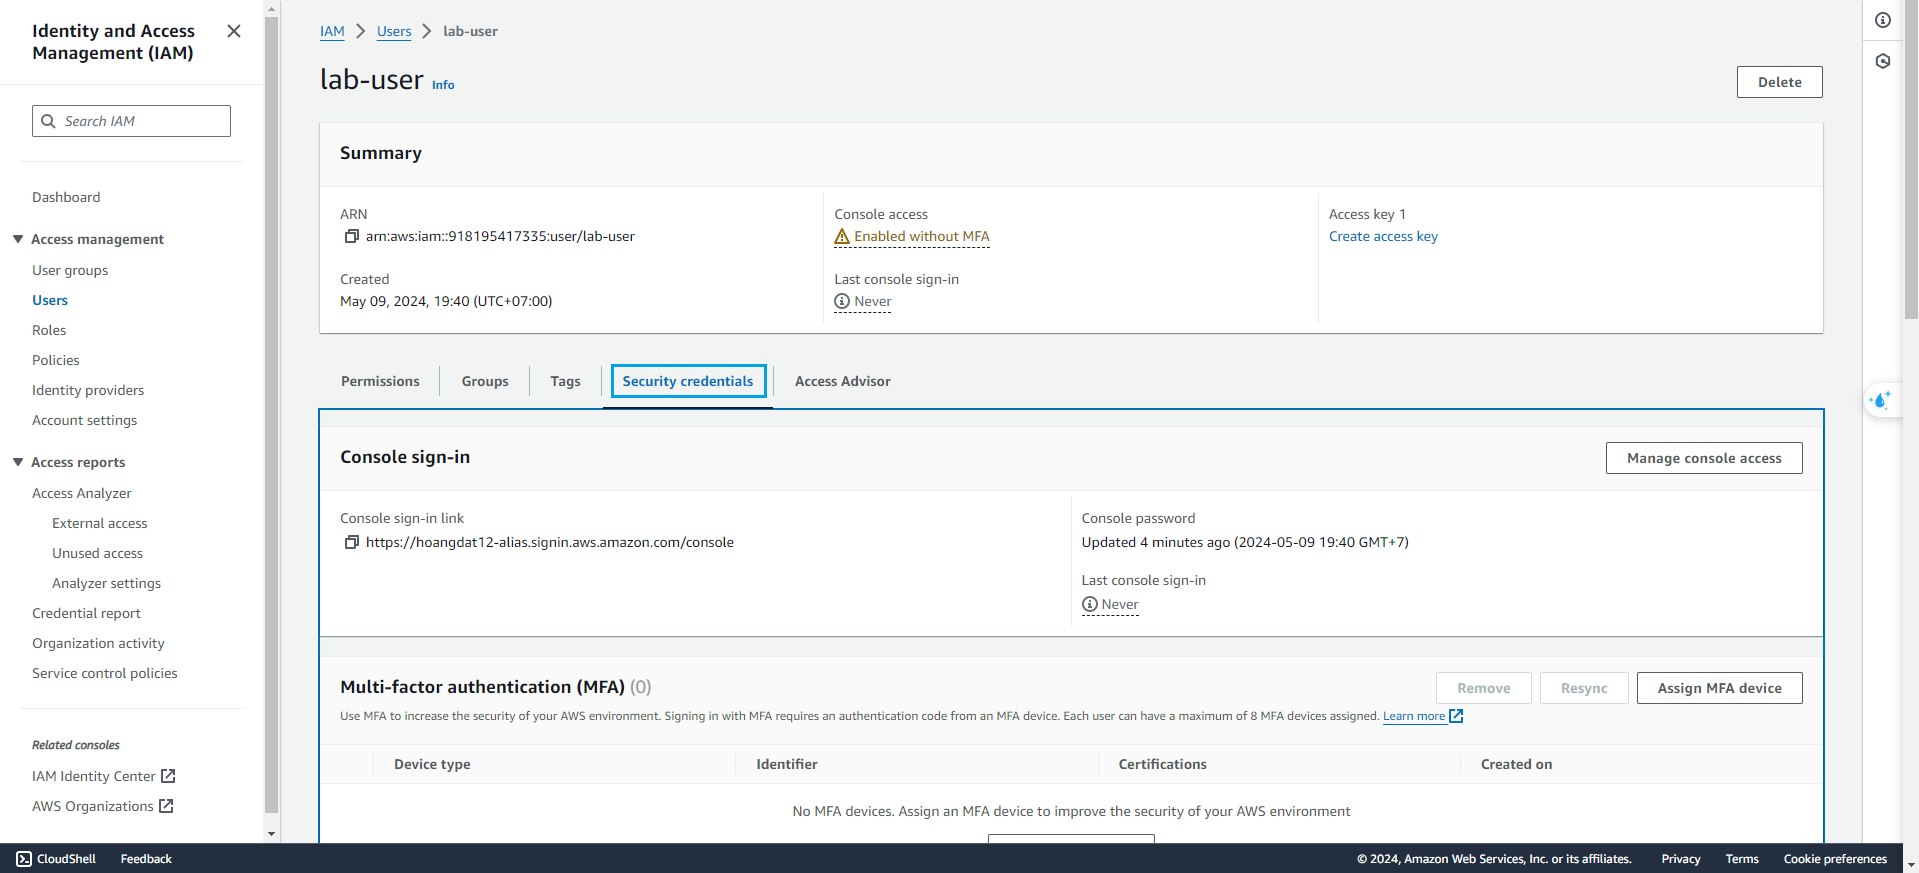 Identity and Access
Management (IAM)
Search IAM
Dashboard
Access management
User groups
Users
Roles
Policies
Identity providers
Account settings
Access reports
Access Analyzer
External access
Unused access
Analyzer settings
Credential report
Organization activity
Service control policies
Related consoles
IAM Identity Center
AWS Organizations
IAM > Users > lab-user
lab-user Info
Delete
Summary
ARN
arn:aws:iam::918195417335:user/lab-user
Created
May 09, 2024, 19:40 (UTC+07:00)
Console access
Enabled without MFA
Last console sign-in
Never
Access key 1
Create access key
Permissions
Groups
Tags
Security credentials
Access Advisor
Console sign-in
Manage console access
Console sign-in link
https://hoangdat12-alias.signin.aws.amazon.com/console
Console password
Updated 4 minutes ago (2024-05-09 19:40 GMT+7)
Last console sign-in
Never
Multi-factor authentication (MFA) (0)
Remove
Resync
Assign MFA device
Use MFA to increase the security of your AWS environment. Signing in with MFA requires an authentication code from an MFA device. Each user can have a maximum of 8 MFA devices assigned. Learn more
Device type
Identifier
Certifications
Created on
No MFA devices. Assign an MFA device to improve the security of your AWS environment
CloudShell
Feedback
© 2024, Amazon Web Services, Inc. or its affiliates.
Privacy
Terms
Cookie preferences